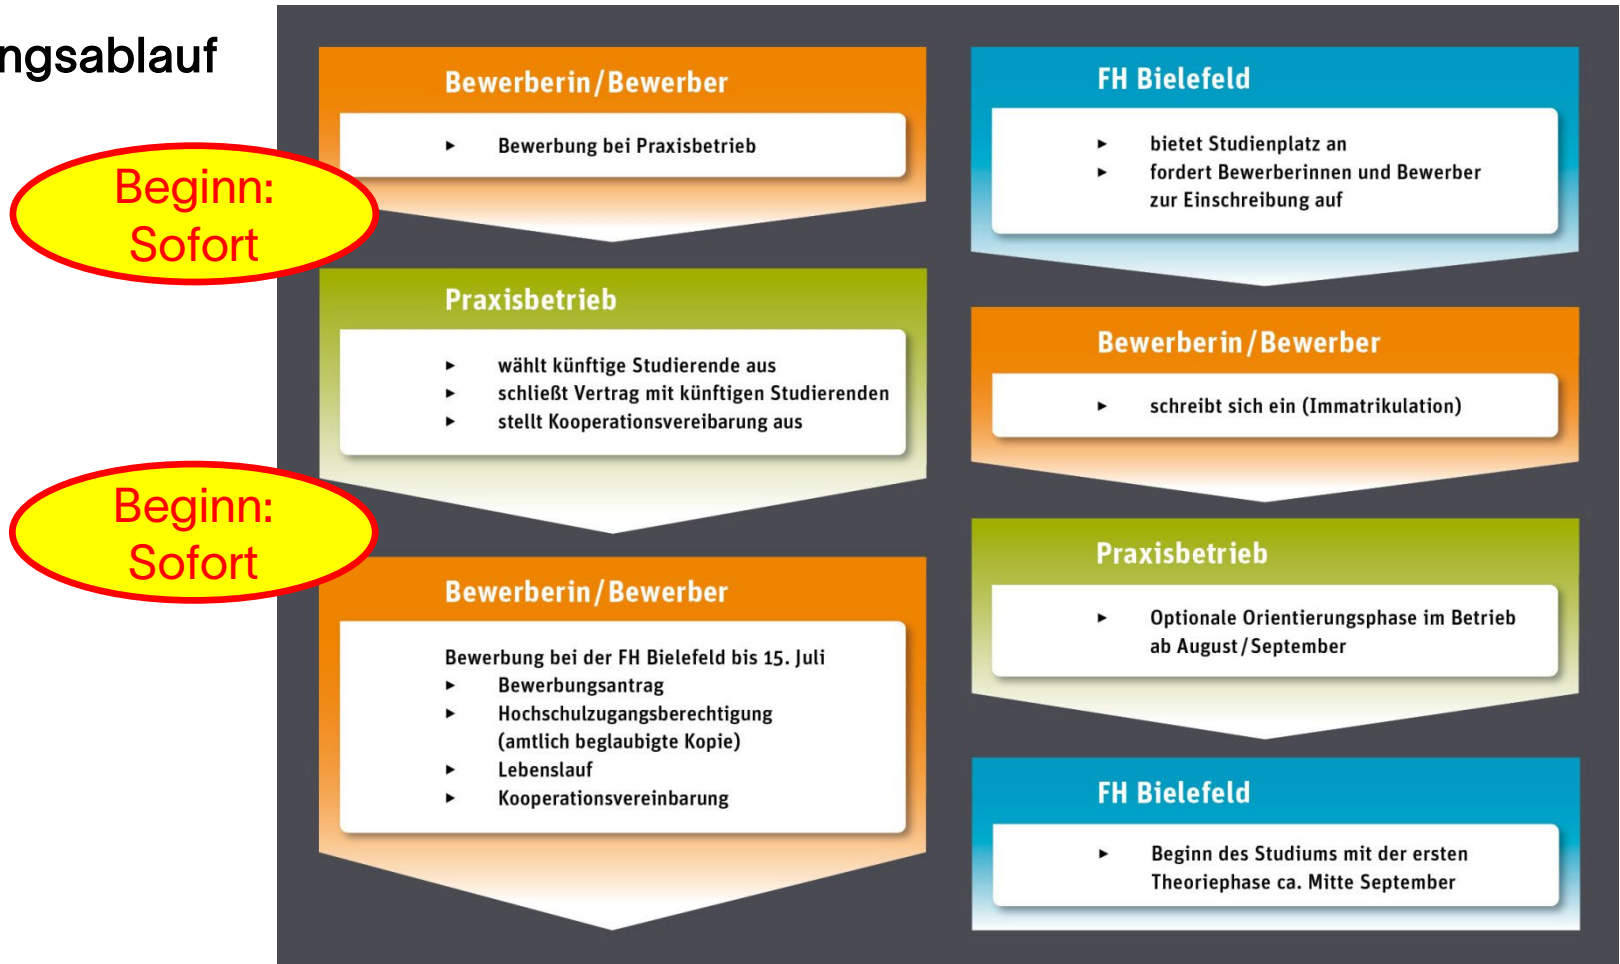 ngsablauf
Bewerberin/Bewerber
▸ Bewerbung bei Praxisbetrieb
Beginn:
Sofort
Praxisbetrieb
▸ wählt künftige Studierende aus
▸ schließt Vertrag mit künftigen Studierenden
▸ stellt Kooperationsvereibarung aus
Beginn:
Sofort
Bewerberin/Bewerber
Bewerbung bei der FH Bielefeld bis 15. Juli
▸ Bewerbungsantrag
▸ Hochschulzugangsberechtigung
(amtlich beglaubigte Kopie)
▸ Lebenslauf
▸ Kooperationsvereinbarung
FH Bielefeld
▸ bietet Studienplatz an
▸ fordert Bewerberinnen und Bewerber
zur Einschreibung auf
Bewerberin/Bewerber
▸ schreibt sich ein (Immatrikulation)
Praxisbetrieb
▸ Optionale Orientierungsphase im Betrieb
ab August/September
FH Bielefeld
▸ Beginn des Studiums mit der ersten
Theoriephase ca. Mitte September